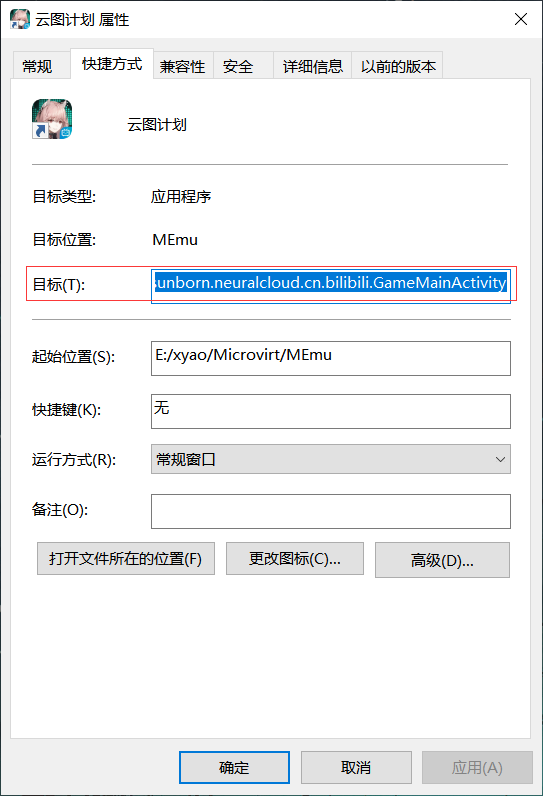 云图计划 属性
常规 快捷方式 兼容性 安全 详细信息 以前的版本
云图计划
目标类型: 应用程序
目标位置: MEmu
目标(T): sunborn.neuralcloud.cn.bilibili.GameMainActivity
起始位置(S): E:/xyao/Microvirt/MEmu
快捷键(K): 无
运行方式(R): 常规窗口
备注(O):
打开文件所在的位置(F) 更改图标(C)... 高级(D)...
确定 取消 应用(A)